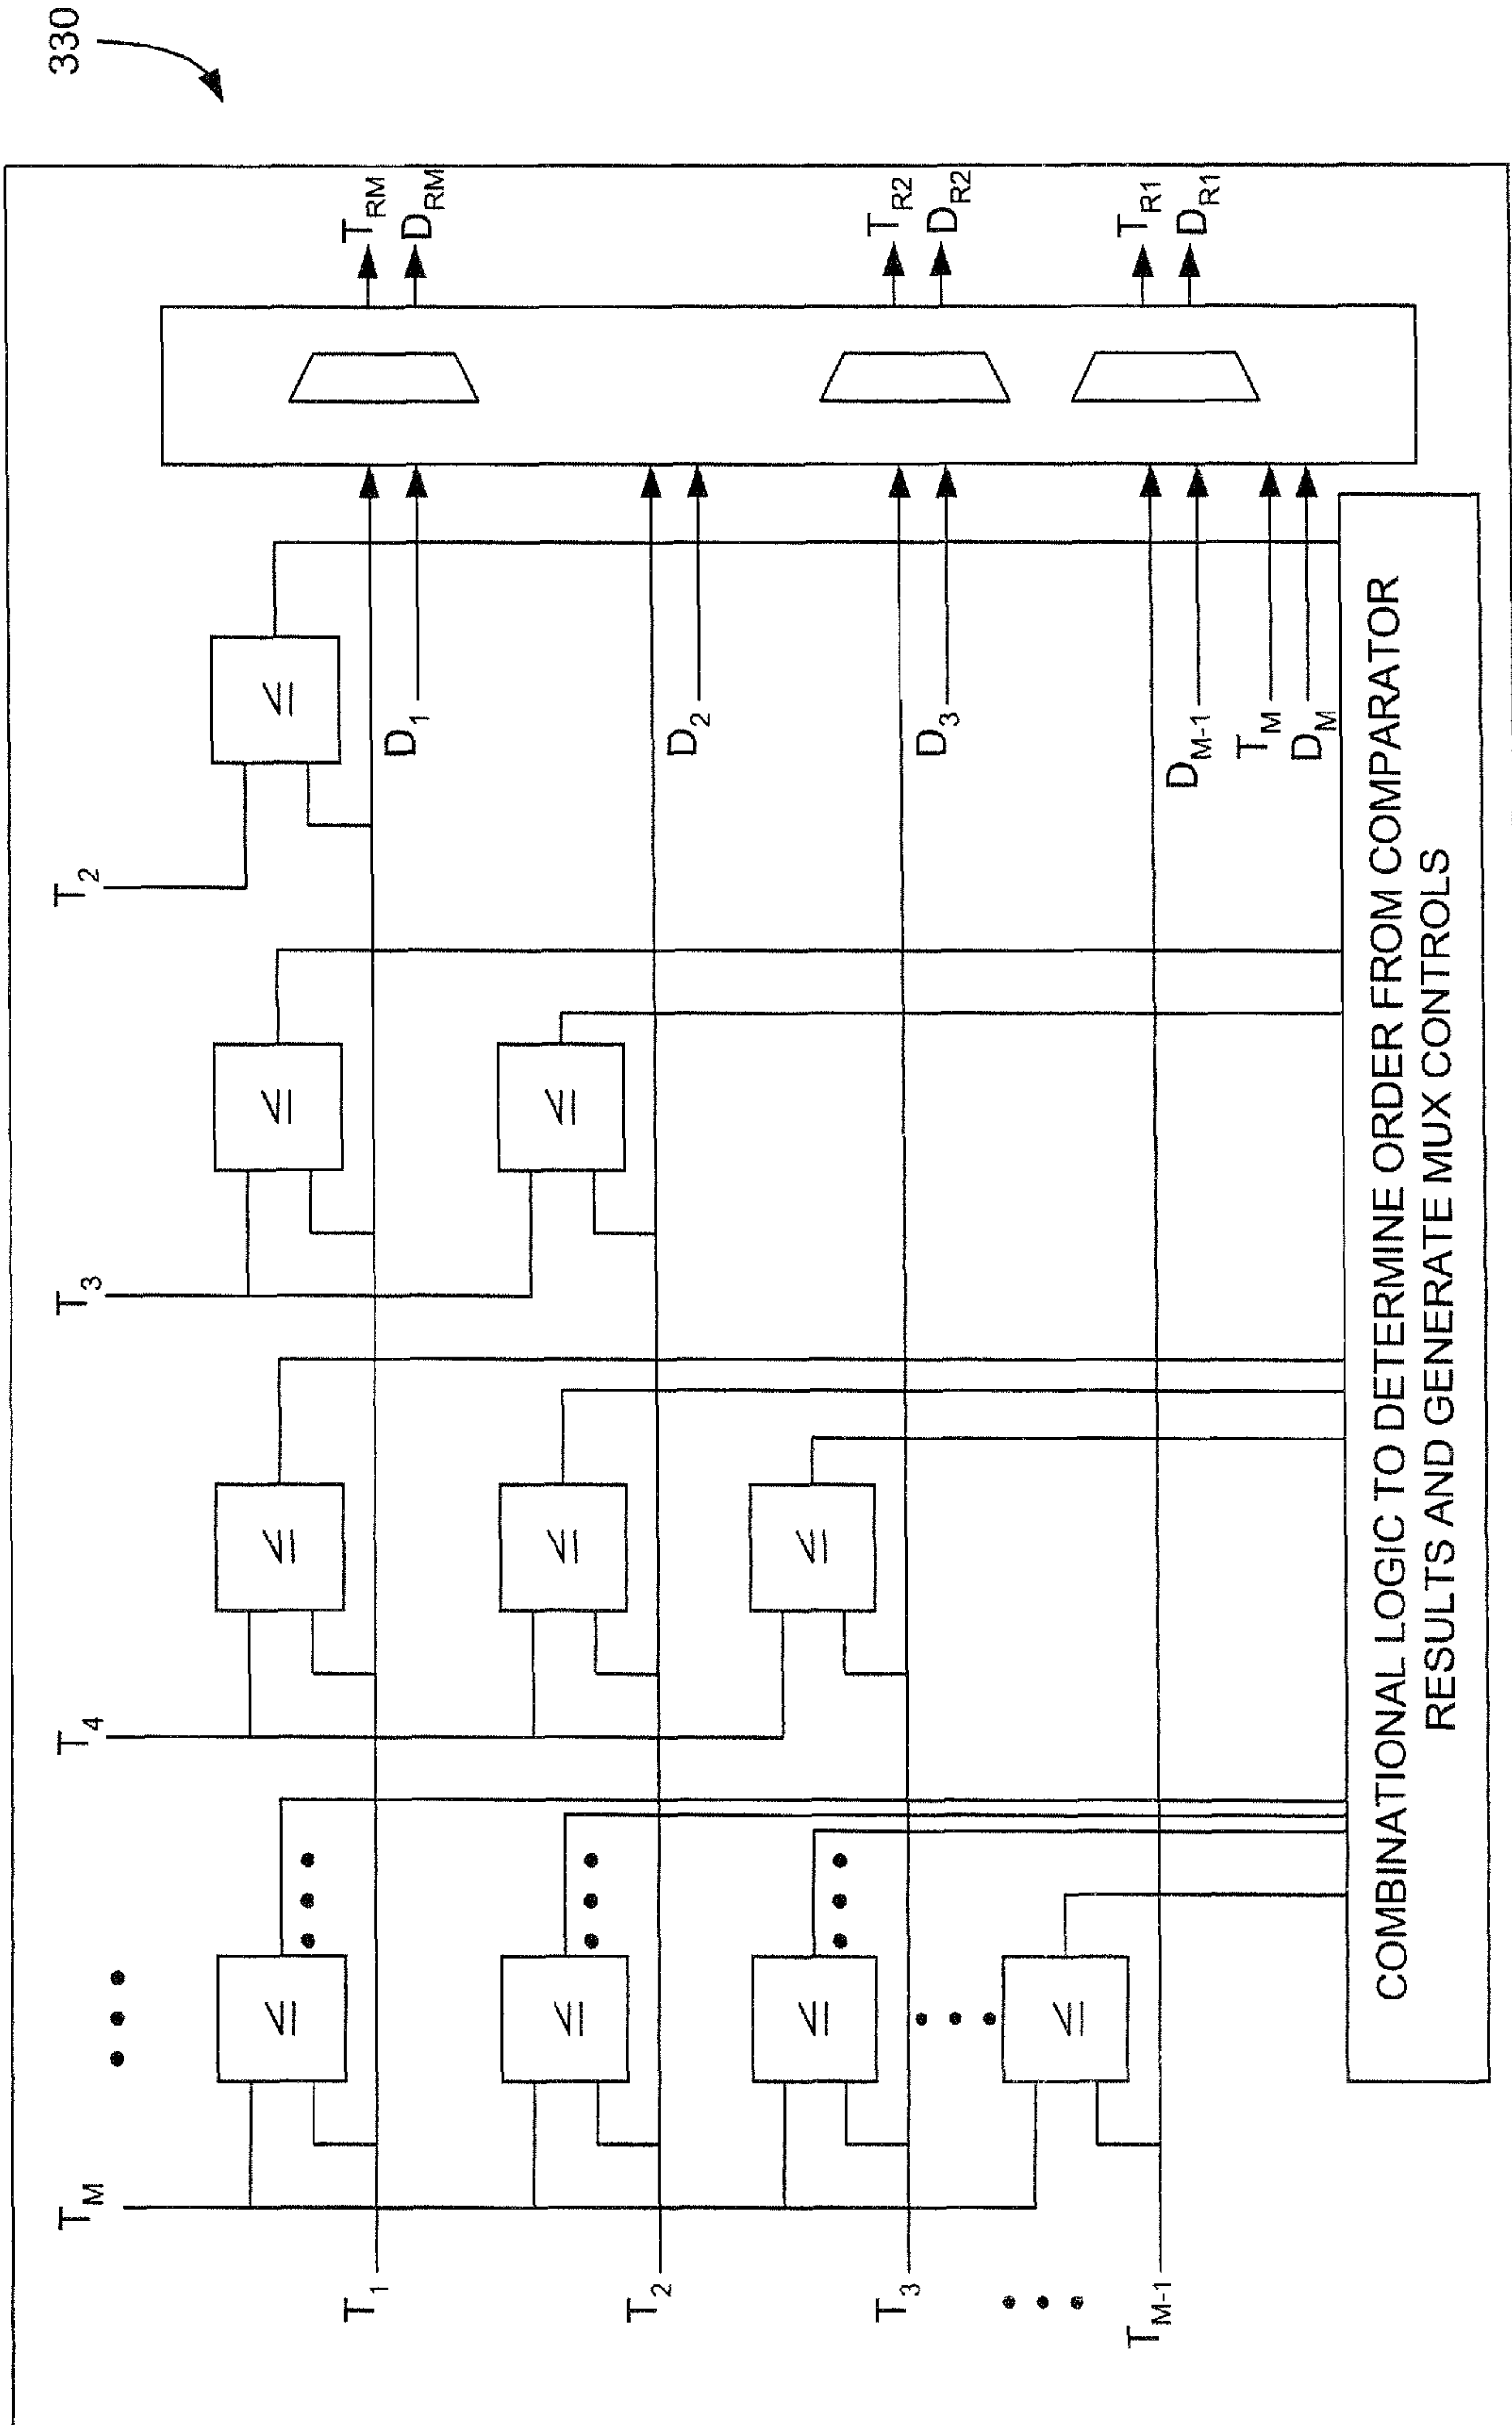 330
T_M
T_4
T_3
T_2
≤ ≤ ≤ ≤
T_1
T_RM
D_1
D_RM
≤ ≤ ≤
T_2
D_2
≤ ≤
T_3
T_R2
D_3
D_R2
≤
T_M-1
T_R1
D_M-1
D_R1
T_M
D_M
COMBINATIONAL LOGIC TO DETERMINE ORDER FROM COMPARATOR
RESULTS AND GENERATE MUX CONTROLS